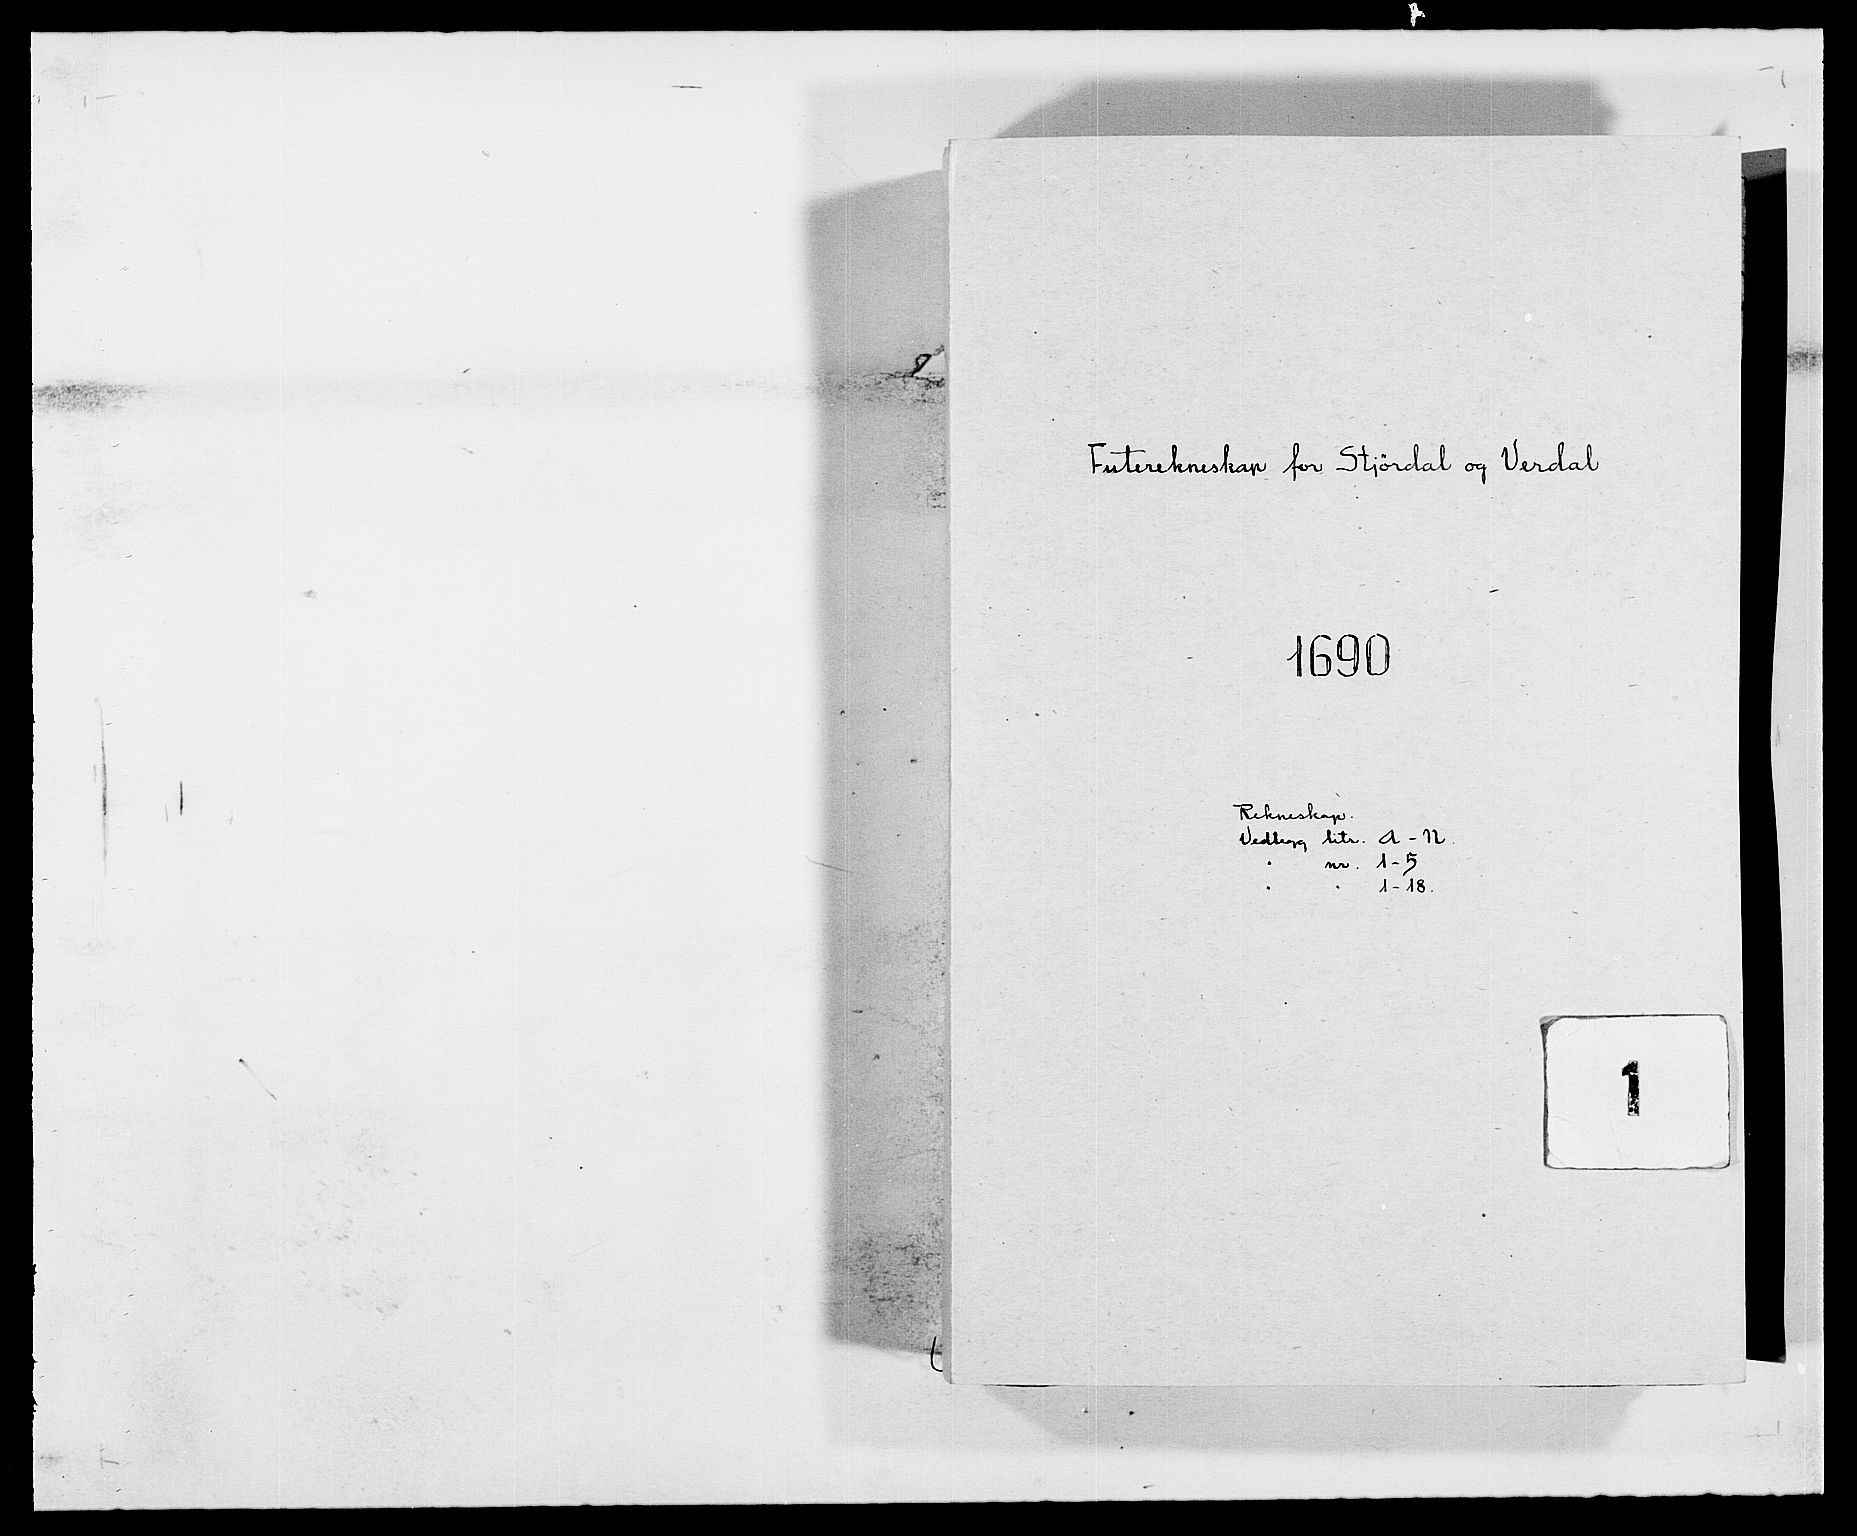 Futerekneskap for Stjördal og Verdal
1690
Rekneskap.
Vedlegg litr. A - N.
" nr. 1 - 5
" " 1 - 18.
1